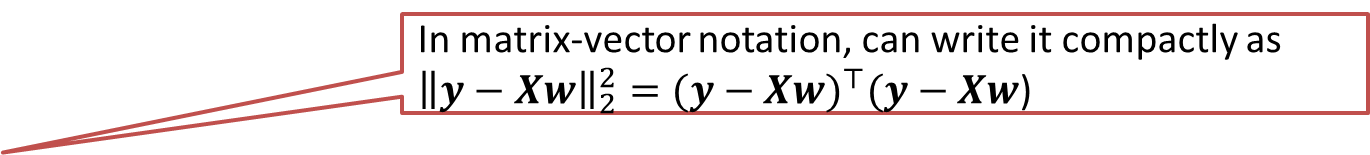 In matrix-vector notation, can write it compactly as
‖𝒚 − 𝑿𝒘‖₂² = (𝒚 − 𝑿𝒘)⊤(𝒚 − 𝑿𝒘)